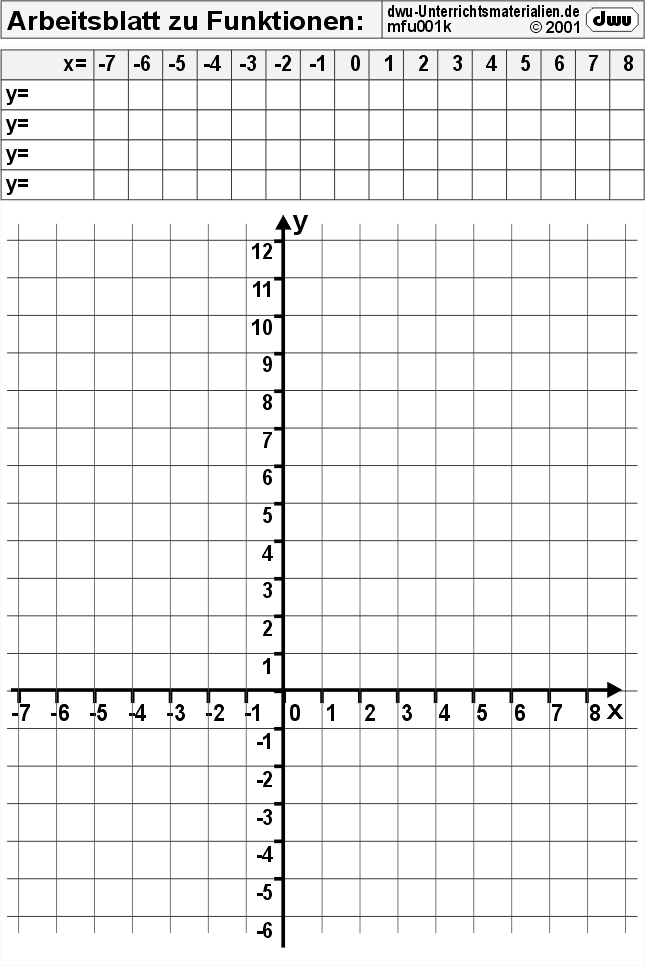 Arbeitsblatt zu Funktionen:
dwu-Unterrichtsmaterialien.de
mfu001k © 2001
dwu
x= -7 -6 -5 -4 -3 -2 -1 0 1 2 3 4 5 6 7 8
y=
y=
y=
y=
y
12
11
10
9
8
7
6
5
4
3
2
1
-7 -6 -5 -4 -3 -2 -1 0 1 2 3 4 5 6 7 8 x
-1
-2
-3
-4
-5
-6